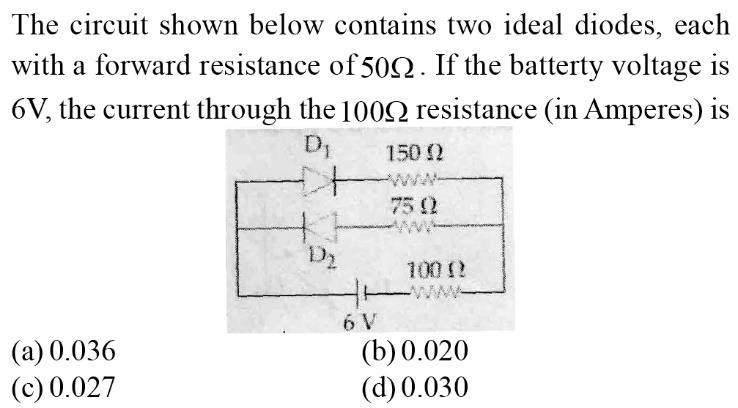 The circuit shown below contains two ideal diodes, each
with a forward resistance of 50Ω. If the batterty voltage is
6V, the current through the 100Ω resistance (in Amperes) is
D1
150 Ω
75 Ω
D2
100 Ω
6 V
(a) 0.036 (b) 0.020
(c) 0.027 (d) 0.030